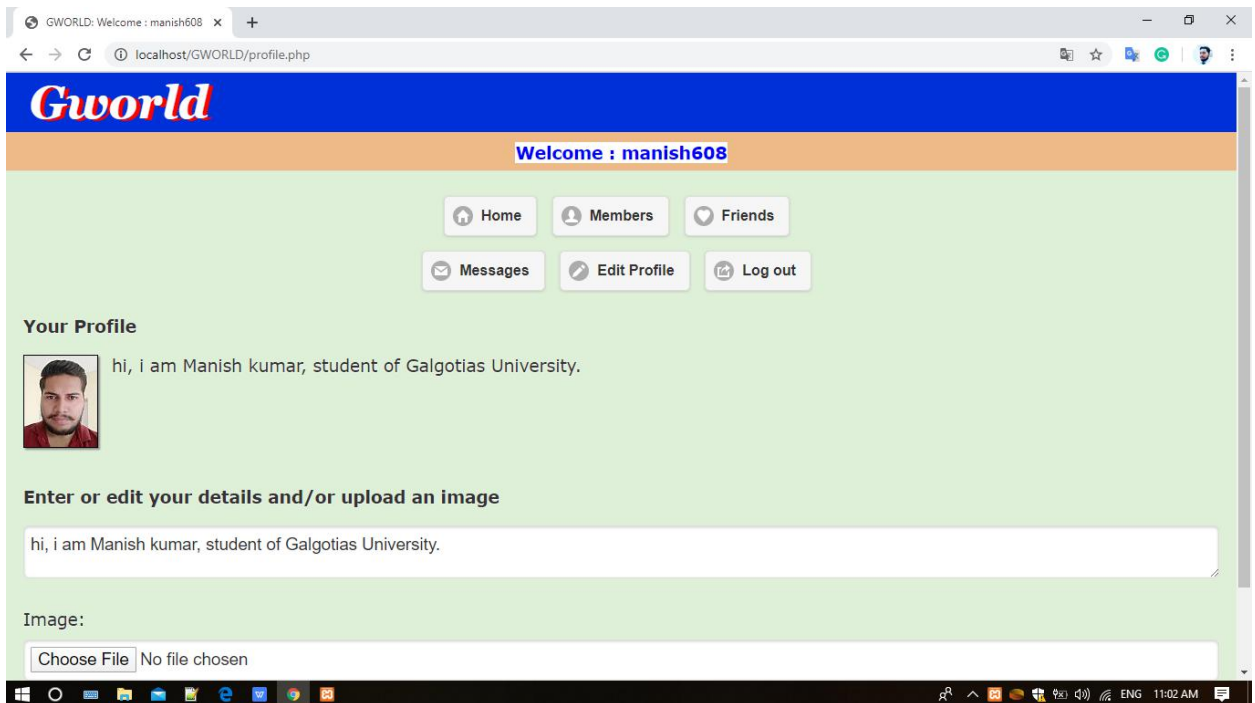 GWORLD: Welcome : manish608
localhost/GWORLD/profile.php
Gworld
Welcome : manish608
Home Members Friends
Messages Edit Profile Log out
Your Profile
hi, i am Manish kumar, student of Galgotias University.
Enter or edit your details and/or upload an image
hi, i am Manish kumar, student of Galgotias University.
Image:
Choose File No file chosen
ENG 11:02 AM